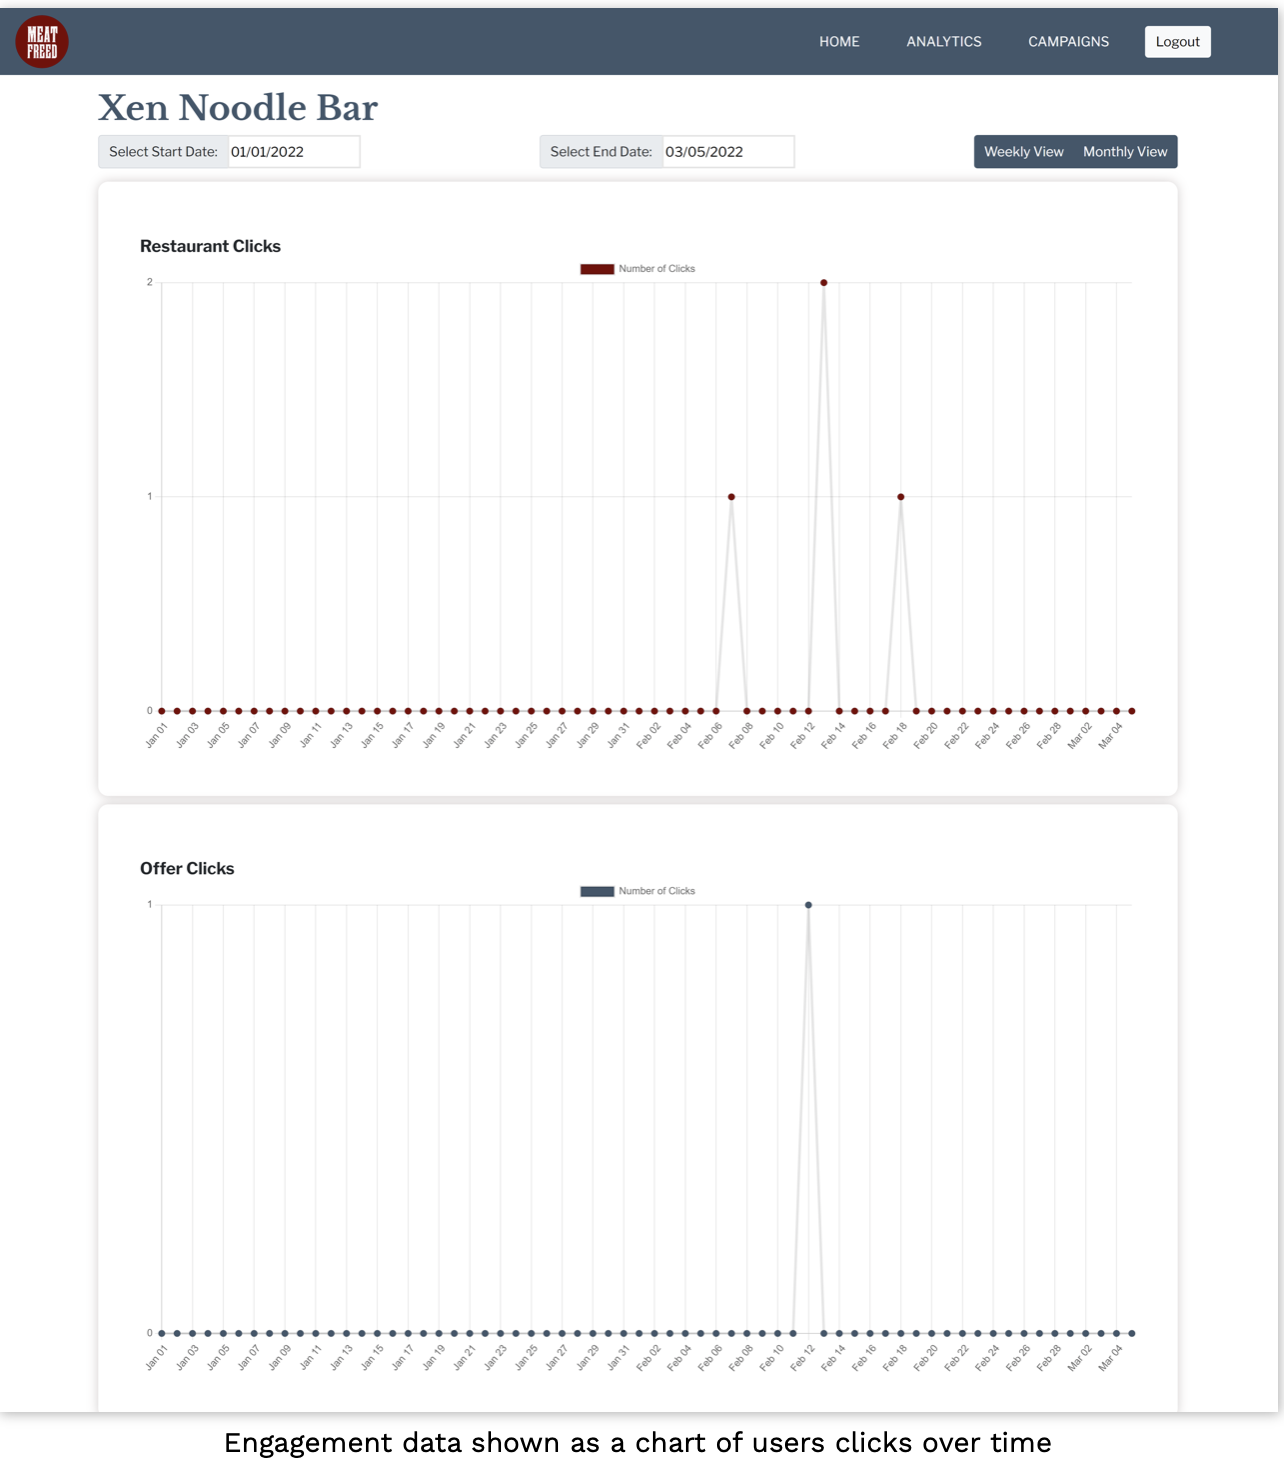 MEAT
FREED
HOME ANALYTICS CAMPAIGNS Logout
Xen Noodle Bar
Select Start Date: 01/01/2022 Select End Date: 03/05/2022 Weekly View Monthly View
Restaurant Clicks
Number of Clicks
2
1
0
Jan 01 Jan 03 Jan 05 Jan 07 Jan 09 Jan 11 Jan 13 Jan 15 Jan 17 Jan 19 Jan 21 Jan 23 Jan 25 Jan 27 Jan 29 Jan 31 Feb 02 Feb 04 Feb 06 Feb 08 Feb 10 Feb 12 Feb 14 Feb 16 Feb 18 Feb 20 Feb 22 Feb 24 Feb 26 Feb 28 Mar 02 Mar 04
Offer Clicks
Number of Clicks
1
0
Jan 01 Jan 03 Jan 05 Jan 07 Jan 09 Jan 11 Jan 13 Jan 15 Jan 17 Jan 19 Jan 21 Jan 23 Jan 25 Jan 27 Jan 29 Jan 31 Feb 02 Feb 04 Feb 06 Feb 08 Feb 10 Feb 12 Feb 14 Feb 16 Feb 18 Feb 20 Feb 22 Feb 24 Feb 26 Feb 28 Mar 02 Mar 04
Engagement data shown as a chart of users clicks over time